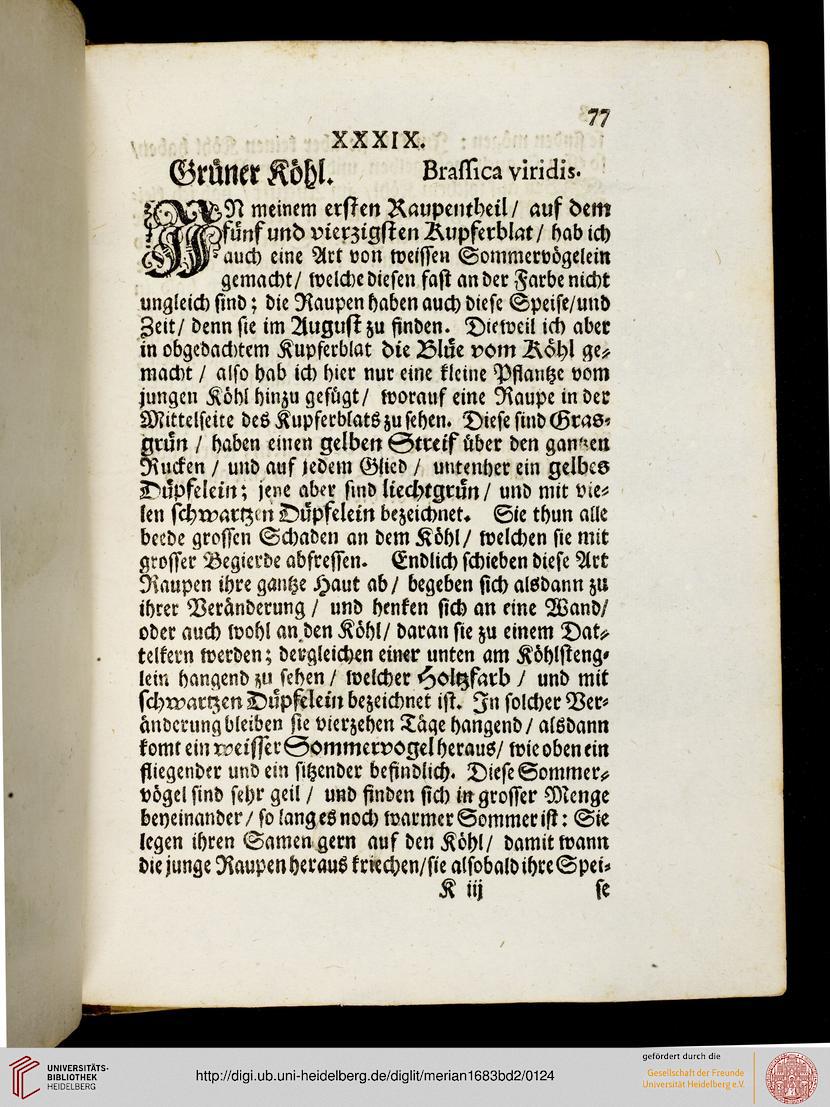 77
XXXIX.
Grüner Köhl. Brassica viridis.
IN meinem ersten Raupentheil / auf dem
fünf und vierzigsten Kupferblat / hab ich
auch eine Art von weissen Sommervögelein
gemacht / welche diesen fast an der Farbe nicht
ungleich sind; die Raupen haben auch diese Speise/und
Zeit/ denn sie im August zu finden. Dieweil ich aber
in obgedachtem Kupferblat die Blüe vom Köhl ge-
macht / also hab ich hier nur eine kleine Pflantze vom
jungen Köhl hinzu gefügt/ worauf eine Raupe in der
Mittelseite des Kupferblats zu sehen. Diese sind Gras-
grün / haben einen gelben Streif über den gantzen
Rucken / und auf jedem Glied / untenher ein gelbes
Düpfelein; jene aber sind liechtgrün / und mit vie-
len schwartzen Düpfelein bezeichnet. Sie thun alle
beede grossen Schaden an dem Köhl / welchen sie mit
grosser Begierde abfressen. Endlich schieben diese Art
Raupen ihre gantze Haut ab / begeben sich alsdann zu
ihrer Veränderung / und henken sich an eine Wand/
oder auch wohl an den Köhl/ daran sie zu einem Dat-
telkern werden; dergleichen einer unten am Köhlsteng-
lein hangend zu sehen / welcher Holtzfarb / und mit
schwartzen Düpfelein bezeichnet ist. In solcher Ver-
änderung bleiben sie vierzehen Täge hangend / alsdann
komt ein weisser Sommervogel heraus/ wie oben ein
fliegender und ein sitzender befindlich. Diese Sommer-
vögel sind sehr geil / und finden sich in grosser Menge
beyeinander / so lang es noch warmer Sommer ist: Sie
legen ihren Samen gern auf den Köhl/ damit wann
die junge Raupen heraus kriechen/sie alsobald ihre Spei-
K iij se
UNIVERSITÄTS-
BIBLIOTHEK
HEIDELBERG
http://digi.ub.uni-heidelberg.de/diglit/merian1683bd2/0124
gefördert durch die
Gesellschaft der Freunde
Universität Heidelberg e.V.